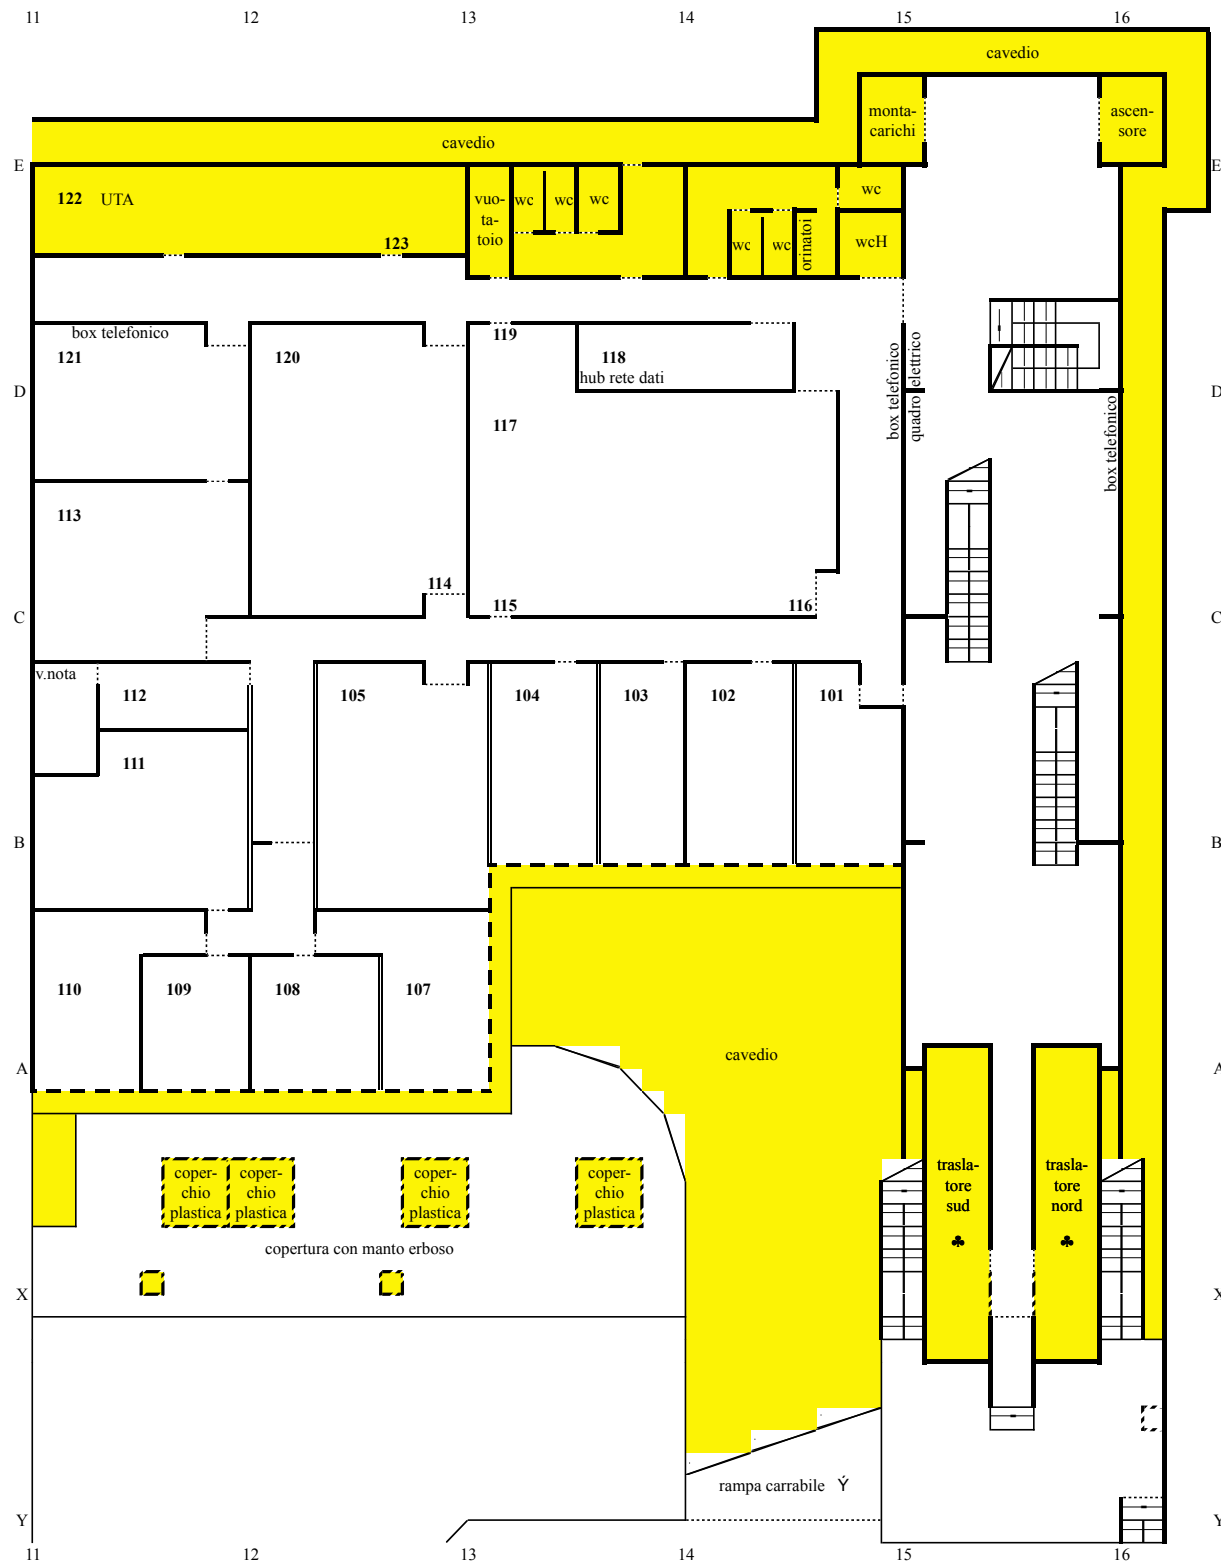 11 12 13 14 15 16
cavedio
monta-
carichi
ascen-
sore
cavedio
E E
122 UTA
vuo-
ta-
toio
wc wc wc
wc
wc wc
orinatoi
wcH
123
box telefonico
119
121
120
118
hub rete dati
box telefonico
quadro elettrico
D D
117
box telefonico
113
114
115
116
C C
v.nota
112
105
104
103
102
101
111
B B
110
109
108
107
cavedio
A A
coper-
chio
plastica
coper-
chio
plastica
coper-
chio
plastica
coper-
chio
plastica
trasla-
tore
sud
♣
trasla-
tore
nord
♣
copertura con manto erboso
X X
rampa carrabile Ý
Y Y
11 12 13 14 15 16